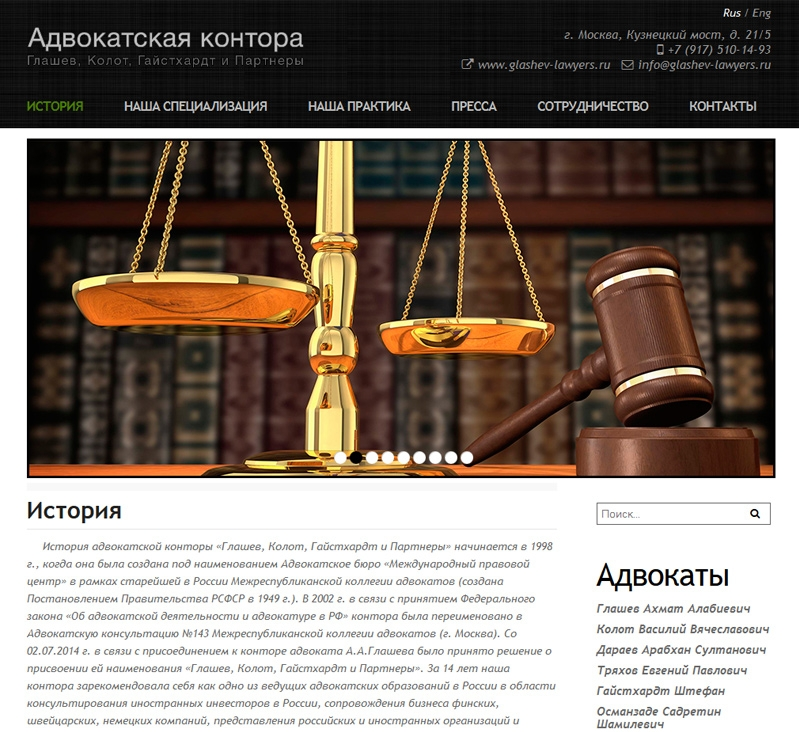 Rus / Eng
Адвокатская контора
Глашев, Колот, Гайстхардт и Партнеры
г. Москва, Кузнецкий мост, д. 21/5
+7 (917) 510-14-93
www.glashev-lawyers.ru info@glashev-lawyers.ru
ИСТОРИЯ НАША СПЕЦИАЛИЗАЦИЯ НАША ПРАКТИКА ПРЕССА СОТРУДНИЧЕСТВО КОНТАКТЫ
История
История адвокатской конторы «Глашев, Колот, Гайстхардт и Партнеры» начинается в 1998
г., когда она была создана под наименованием Адвокатское бюро «Международный правовой
центр» в рамках старейшей в России Межреспубликанской коллегии адвокатов (создана
Постановлением Правительства РСФСР в 1949 г.). В 2002 г. в связи с принятием Федерального
закона «Об адвокатской деятельности и адвокатуре в РФ» контора была переименовано в
Адвокатскую консультацию №143 Межреспубликанской коллегии адвокатов (г. Москва). Со
02.07.2014 г. в связи с присоединением к конторе адвоката А.А.Глашева было принято решение о
присвоении ей наименования «Глашев, Колот, Гайстхардт и Партнеры». За 14 лет наша
контора зарекомендовала себя как одно из ведущих адвокатских образований в России в области
консультирования иностранных инвесторов в России, сопровождения бизнеса финских,
швейцарских, немецких компаний, представления российских и иностранных организаций и
Поиск...
Адвокаты
Глашев Ахмат Алабиевич
Колот Василий Вячеславович
Дараев Арабхан Султанович
Тряхов Евгений Павлович
Гайстхардт Штефан
Османзаде Садретин
Шамилевич